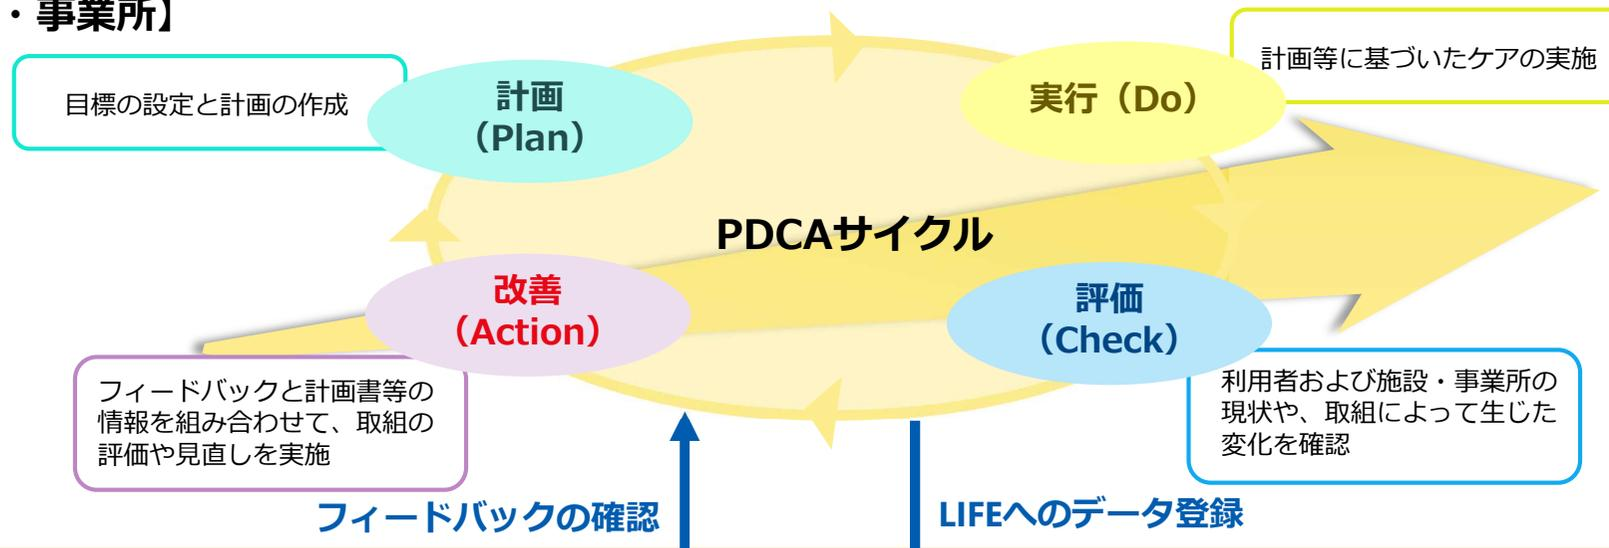 ・事業所】
目標の設定と計画の作成
計画
（Plan）
実行（Do）
計画等に基づいたケアの実施
PDCAサイクル
改善
（Action）
評価
（Check）
フィードバックと計画書等の
情報を組み合わせて、取組の
評価や見直しを実施
利用者および施設・事業所の
現状や、取組によって生じた
変化を確認
フィードバックの確認
LIFEへのデータ登録